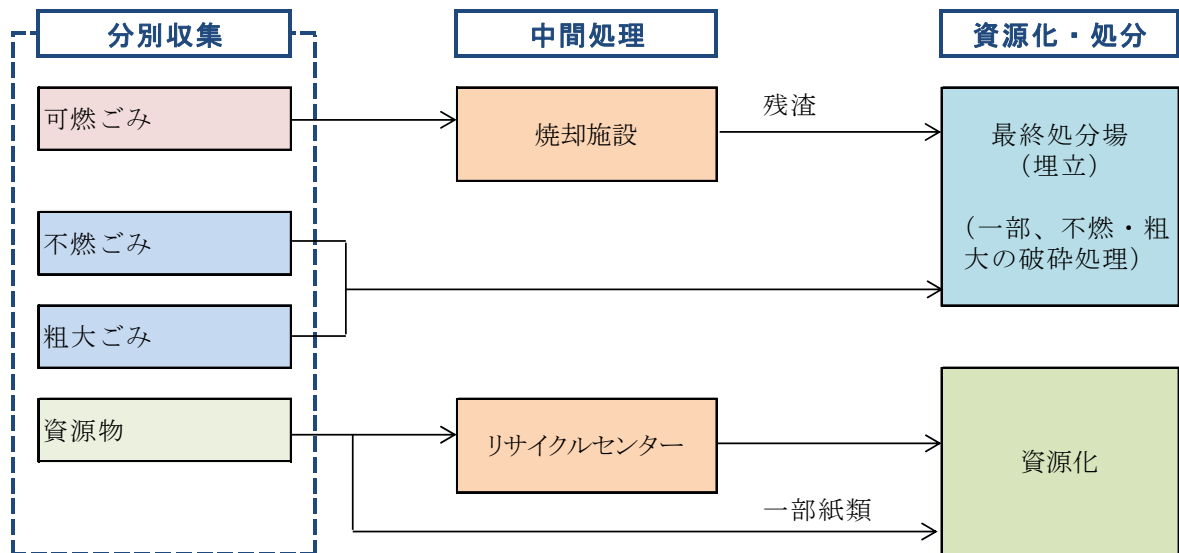 分別収集
中間処理
資源化・処分
可燃ごみ
焼却施設
残渣
最終処分場
（埋立）
（一部、不燃・粗
大の破砕処理）
不燃ごみ
粗大ごみ
資源物
リサイクルセンター
資源化
一部紙類